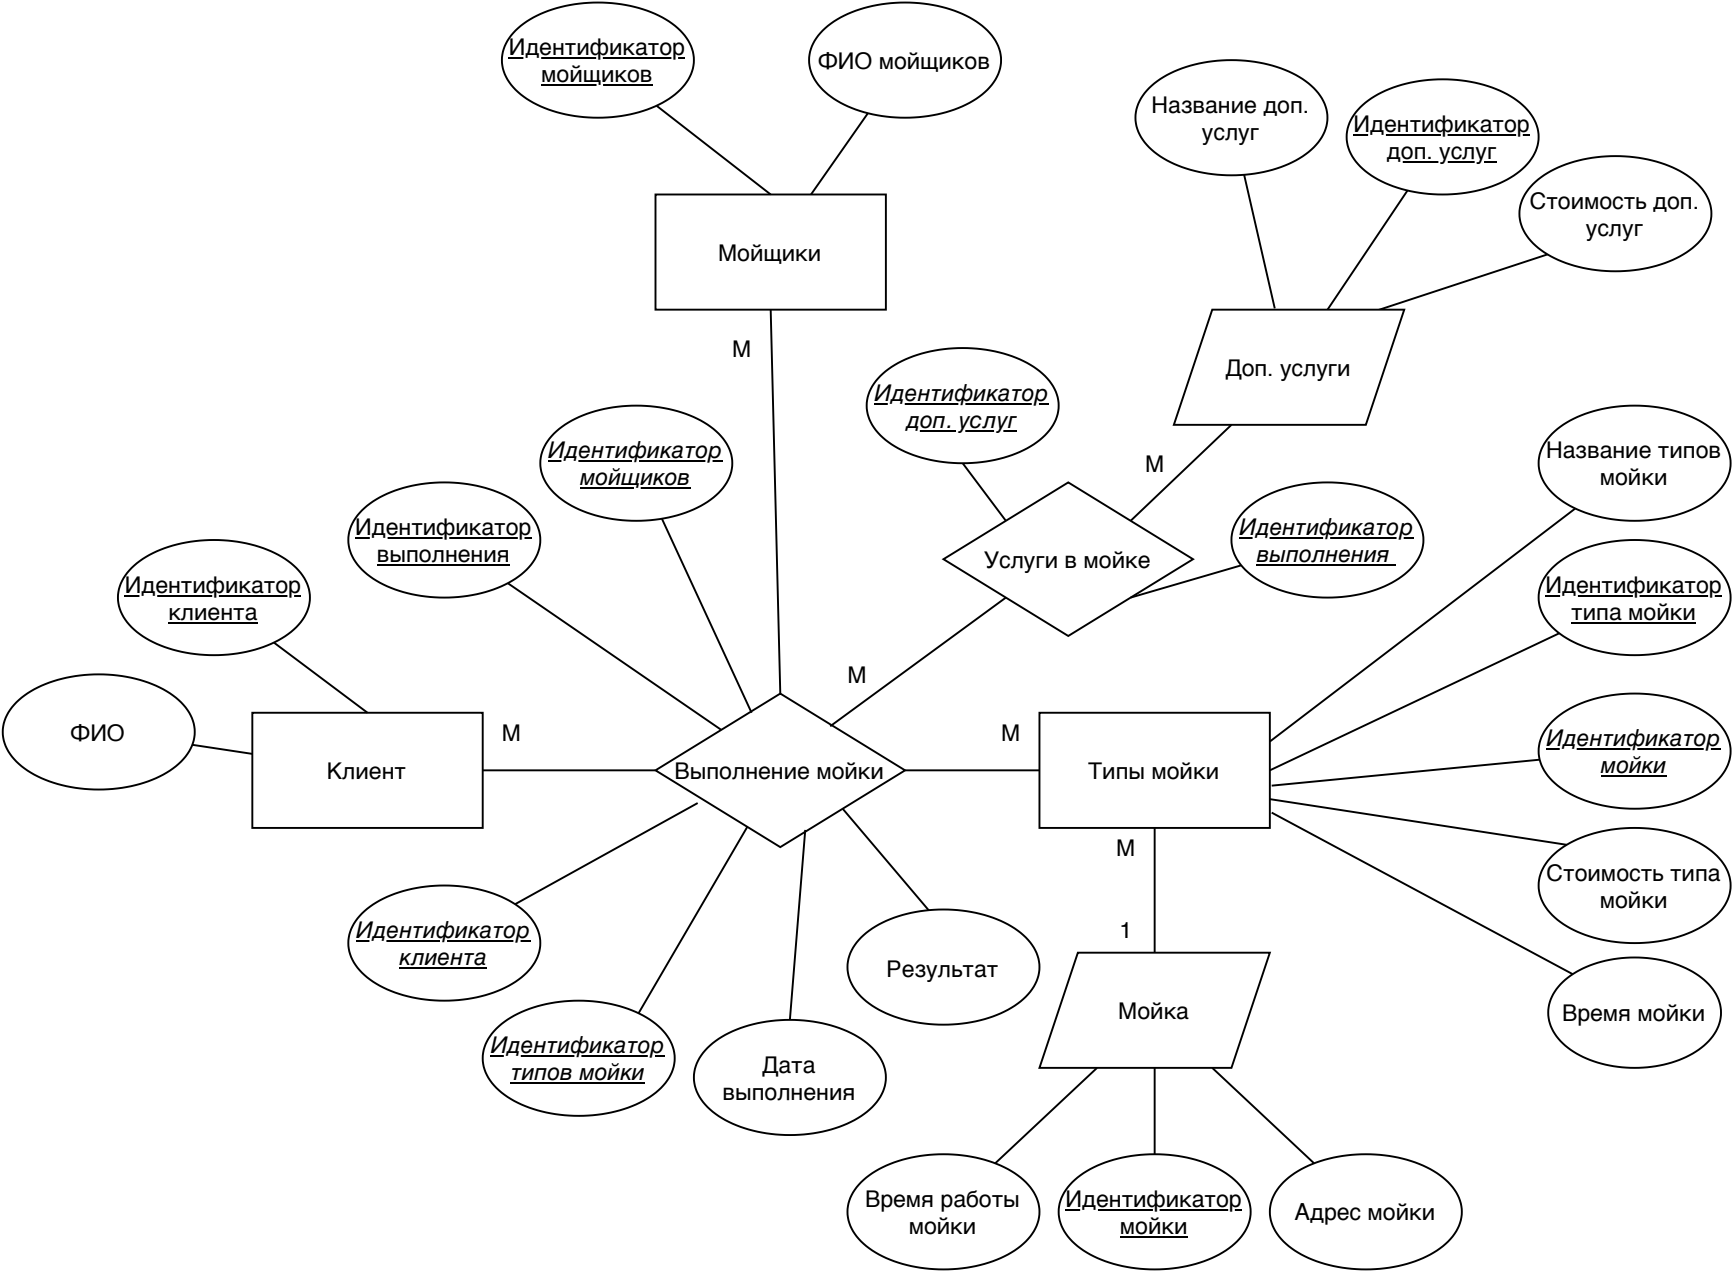 Идентификатор
мойщиков
ФИО мойщиков
Название доп.
услуг
Идентификатор
доп. услуг
Стоимость доп.
услуг
Мойщики
М
Доп. услуги
Идентификатор
доп. услуг
М
Идентификатор
мойщиков
Название типов
мойки
Идентификатор
выполнения
Идентификатор
выполнения
Услуги в мойке
Идентификатор
клиента
Идентификатор
типа мойки
М
ФИО
М
М
Идентификатор
мойки
Клиент
Выполнение мойки
Типы мойки
М
Стоимость типа
мойки
Идентификатор
клиента
1
Результат
Мойка
Время мойки
Идентификатор
типов мойки
Дата
выполнения
Время работы
мойки
Идентификатор
мойки
Адрес мойки